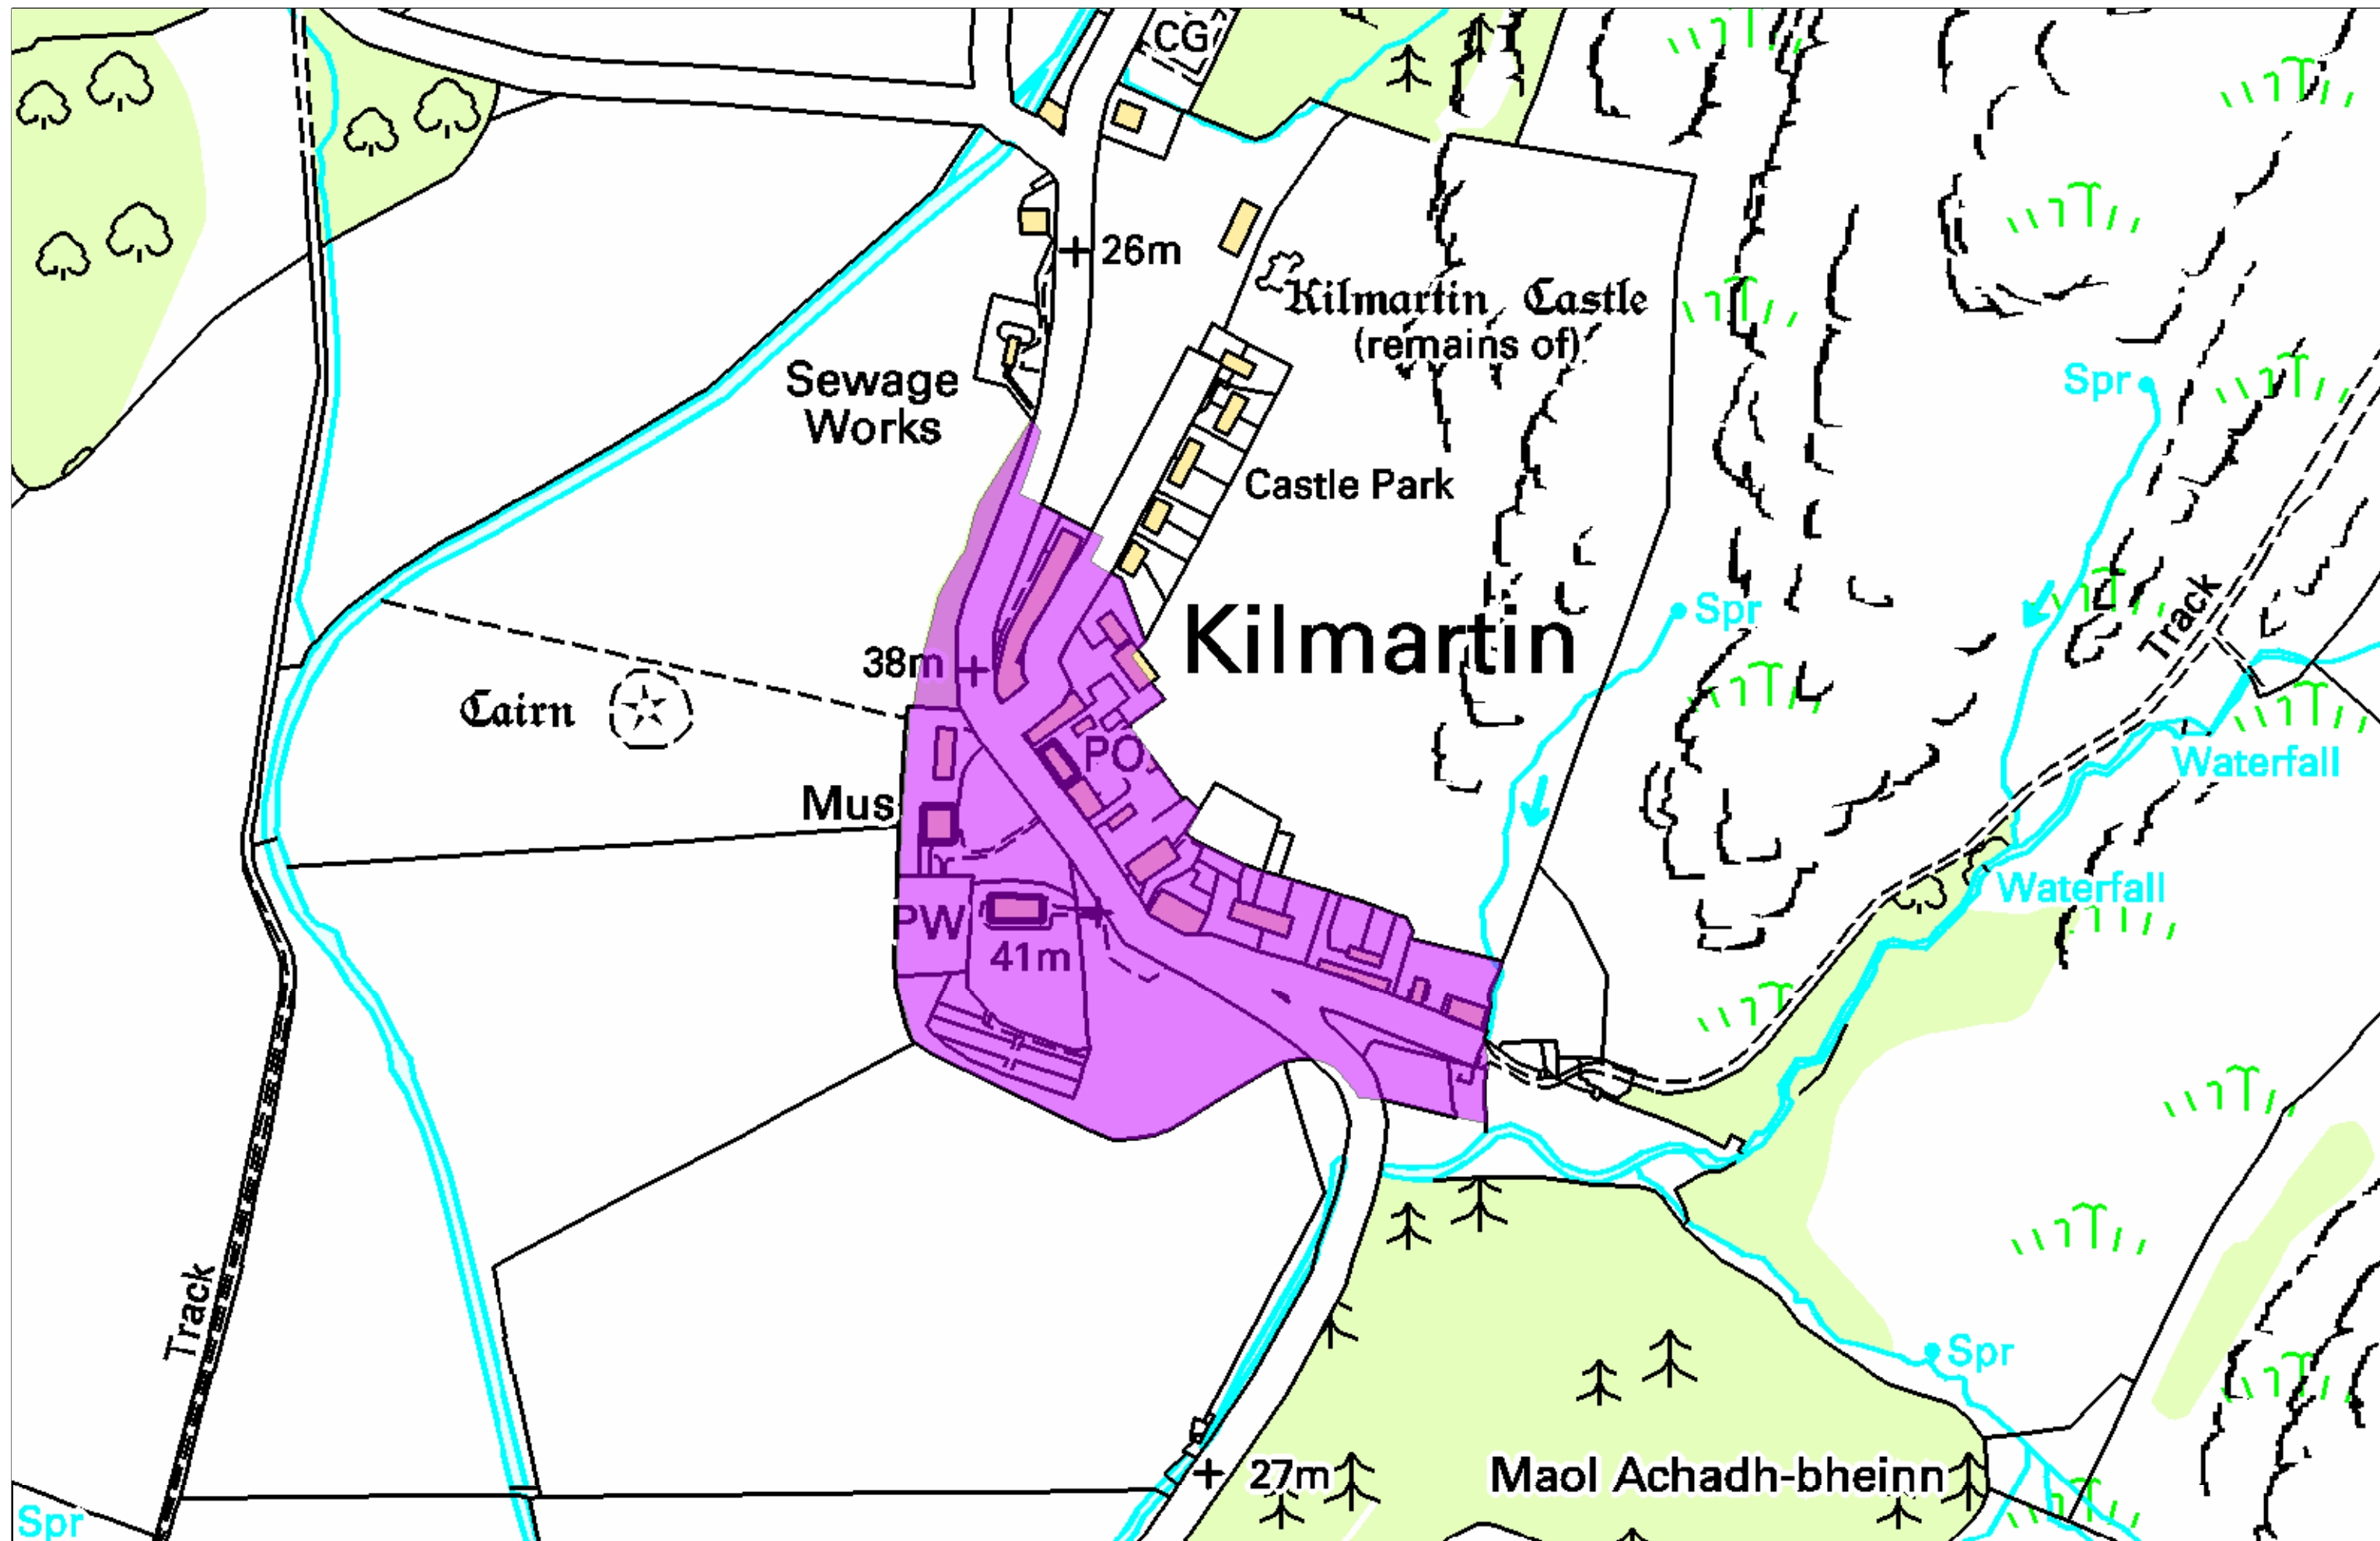 CG
26m
Kilmartin Castle
(remains of)
Sewage
Works
Spr
Castle Park
Spr
Track
Kilmartin
38m
Cairn
PO
Waterfall
Mus
Waterfall
PW
41m
Track
Spr
27m
Maol Achadh-bheinn
Spr